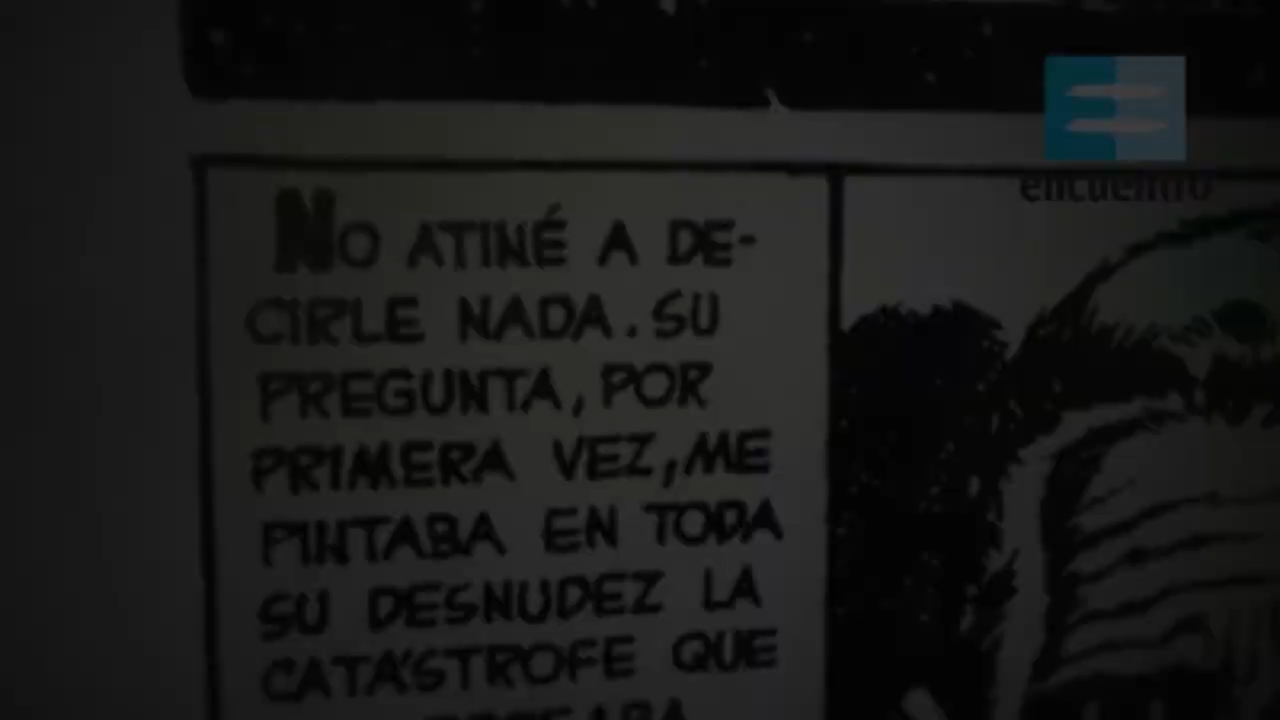 encuentro
NO ATINÉ A DE-
CIRLE NADA. SU
PREGUNTA, POR
PRIMERA VEZ, ME
PINTABA EN TODA
SU DESNUDEZ LA
CATÁSTROFE QUE